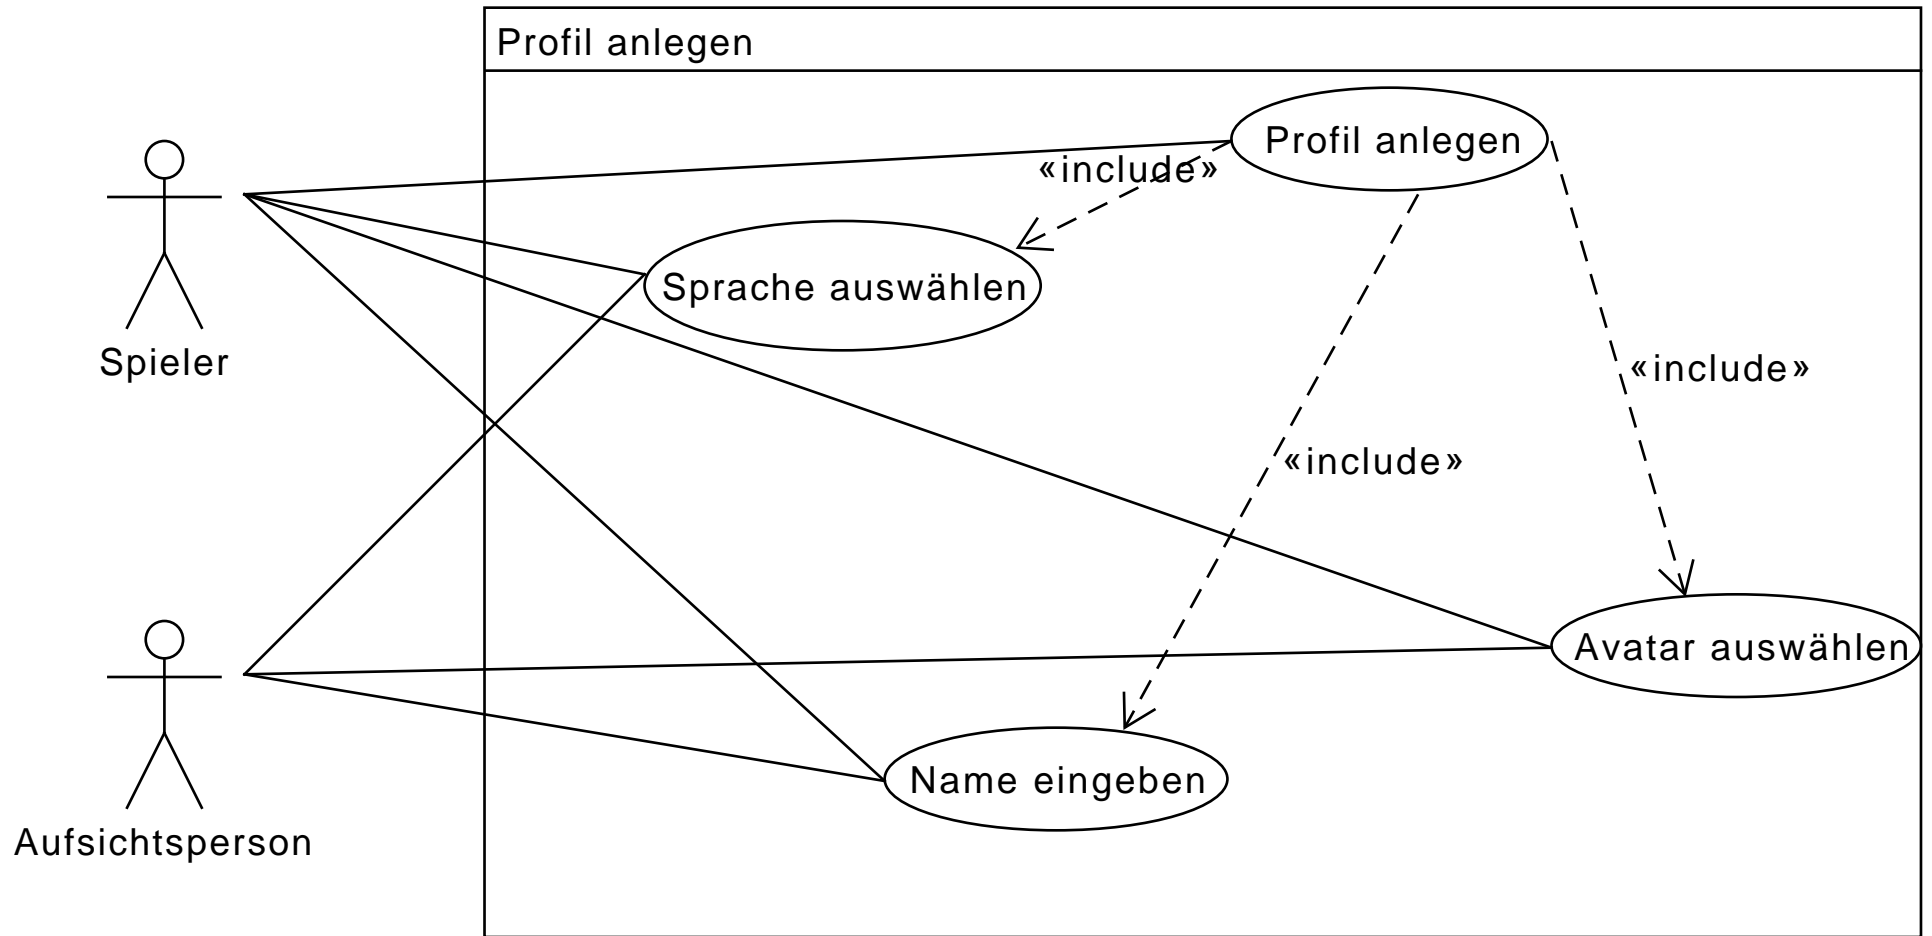 Profil anlegen
Profil anlegen
«include»
Sprache auswählen
Spieler
«include»
«include»
Avatar auswählen
Name eingeben
Aufsichtsperson